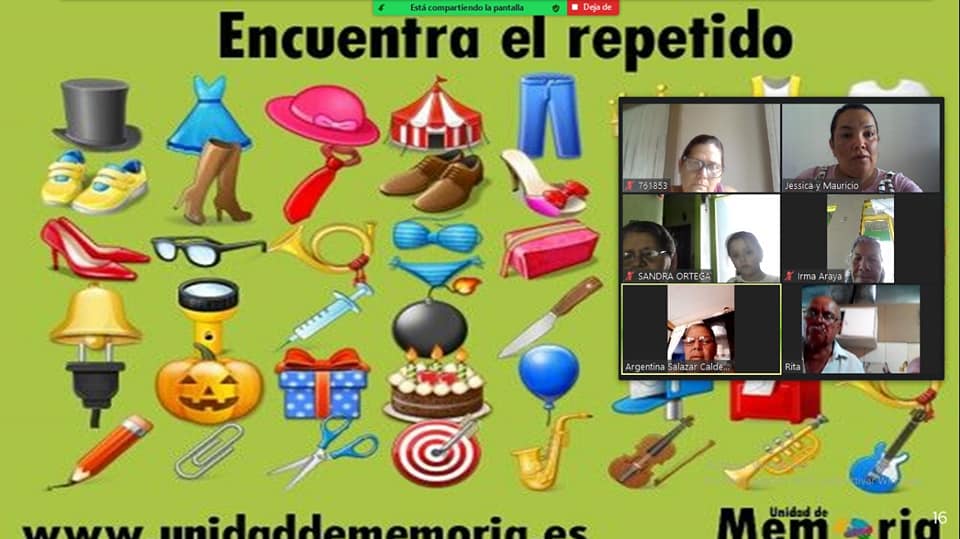 Está compartiendo la pantalla
Deja de
Encuentra el repetido
761853
Jessica y Mauricio
SANDRA ORTEGA
Irma Araya
Argentina Salazar Calde...
Rita
www.unidaddememoria.es
Unidad de
Memoria
16